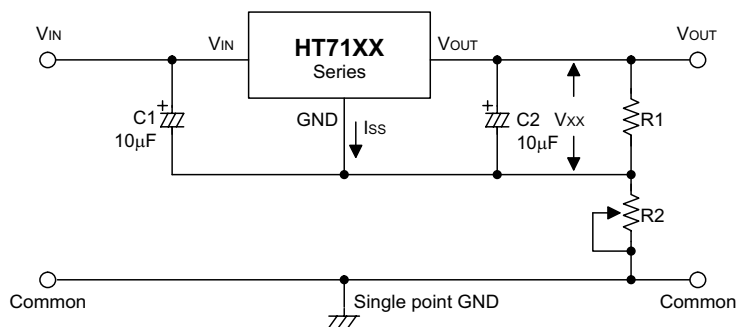 VIN
VIN
HT71XX
Series
VOUT
VOUT
C1
10μF
GND
ISS
C2
10μF
VXX
R1
R2
Common
Single point GND
Common